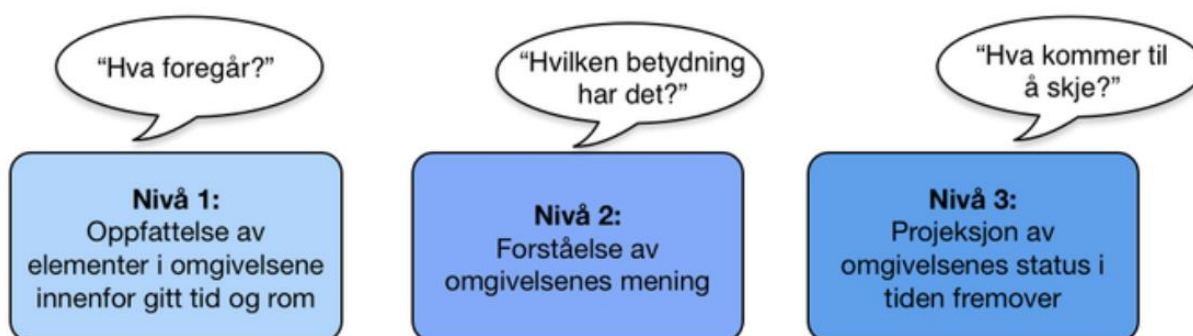 “Hva foregår?”
“Hvilken betydning
har det?”
“Hva kommer til
å skje?”
Nivå 1:
Oppfattelse av
elementer i omgivelsene
innenfor gitt tid og rom
Nivå 2:
Forståelse av
omgivelsenes mening
Nivå 3:
Projeksjon av
omgivelsenes status i
tiden fremover